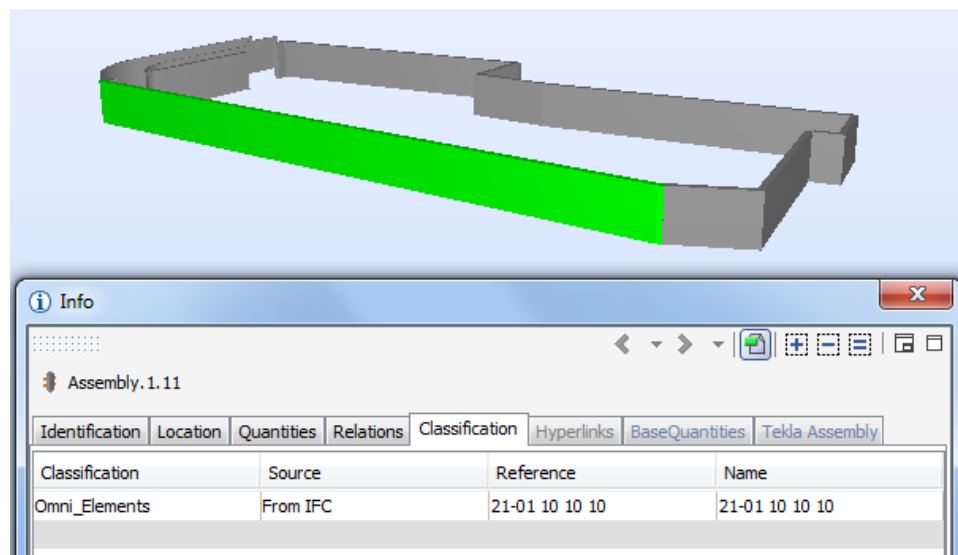 Info
Assembly.1.11
Identification Location Quantities Relations Classification Hyperlinks BaseQuantities Tekla Assembly
Classification Source Reference Name
Omni_Elements From IFC 21-01 10 10 10 21-01 10 10 10